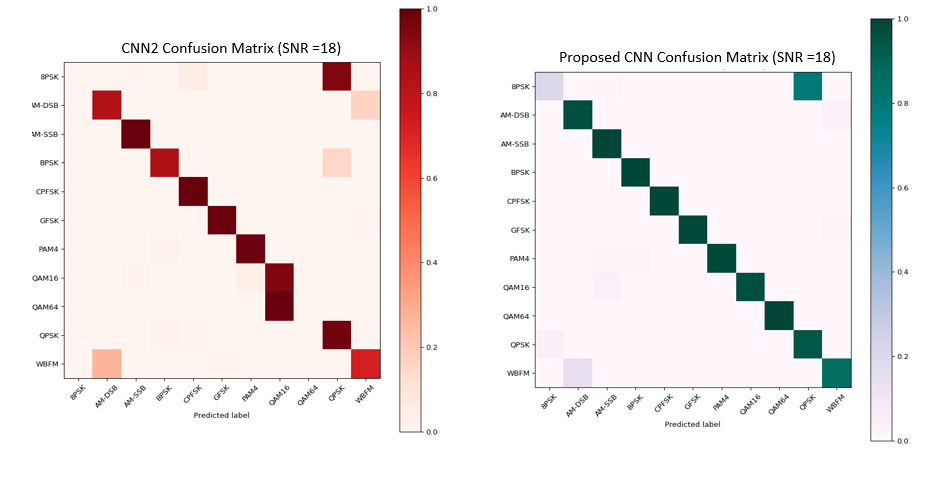 CNN2 Confusion Matrix (SNR =18)
8PSK
AM-DSB
AM-SSB
BPSK
CPFSK
GFSK
PAM4
QAM16
QAM64
QPSK
WBFM
8PSK
AM-DSB
AM-SSB
BPSK
CPFSK
GFSK
PAM4
QAM16
QAM64
QPSK
WBFM
Predicted label
1.0
0.8
0.6
0.4
0.2
0.0
Proposed CNN Confusion Matrix (SNR =18)
8PSK
AM-DSB
AM-SSB
BPSK
CPFSK
GFSK
PAM4
QAM16
QAM64
QPSK
WBFM
8PSK
AM-DSB
AM-SSB
BPSK
CPFSK
GFSK
PAM4
QAM16
QAM64
QPSK
WBFM
Predicted label
1.0
0.8
0.6
0.4
0.2
0.0